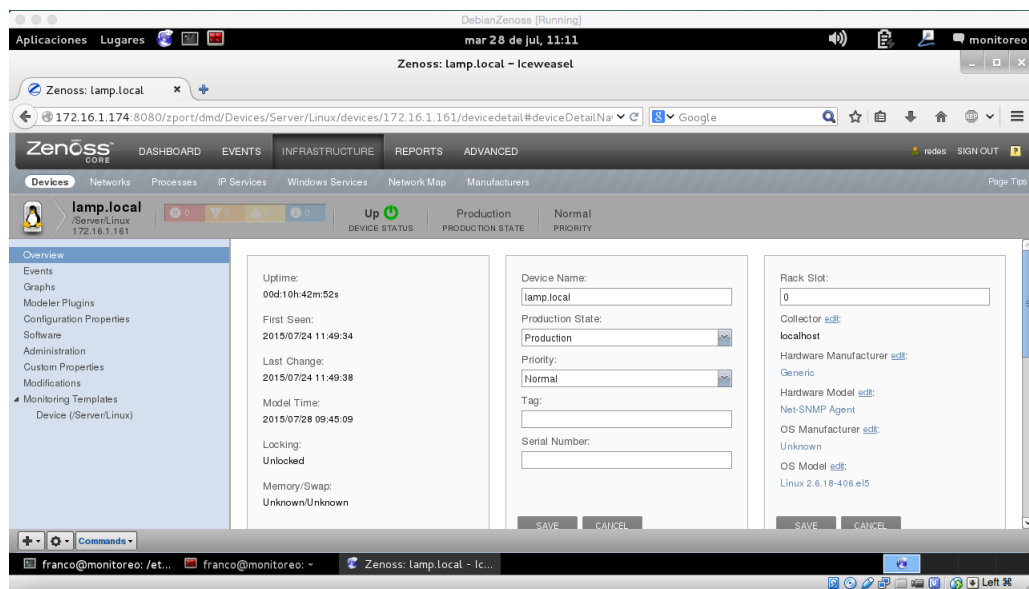 DebianZenoss [Running]
Aplicaciones Lugares mar 28 de jul, 11:11 monitoreo
Zenoss: lamp.local - Iceweasel
Zenoss: lamp.local
172.16.1.174:8080/zport/dmd/Devices/Server/Linux/devices/172.16.1.161/devicedetail#deviceDetailNav Google
Zenoss CORE DASHBOARD EVENTS INFRASTRUCTURE REPORTS ADVANCED redes SIGN OUT ?
Devices Networks Processes IP Services Windows Services Network Map Manufacturers Page Tips
lamp.local
/Server/Linux
172.16.1.161
0 0 0 0
Up
DEVICE STATUS
Production
PRODUCTION STATE
Normal
PRIORITY
Overview
Events
Graphs
Modeler Plugins
Configuration Properties
Software
Administration
Custom Properties
Modifications
Monitoring Templates
Device (/Server/Linux)
Uptime:
00d:10h:42m:52s
First Seen:
2015/07/24 11:49:34
Last Change:
2015/07/24 11:49:38
Model Time:
2015/07/28 09:45:09
Locking:
Unlocked
Memory/Swap:
Unknown/Unknown
Device Name:
lamp.local
Production State:
Production
Priority:
Normal
Tag:
Serial Number:
SAVE CANCEL
Rack Slot:
0
Collector edit:
localhost
Hardware Manufacturer edit:
Generic
Hardware Model edit:
Net-SNMP Agent
OS Manufacturer edit:
Unknown
OS Model edit:
Linux 2.6.18-406.el5
SAVE CANCEL
Commands
franco@monitoreo: /et... franco@monitoreo: ~ Zenoss: lamp.local - Ic...
Left ⌘